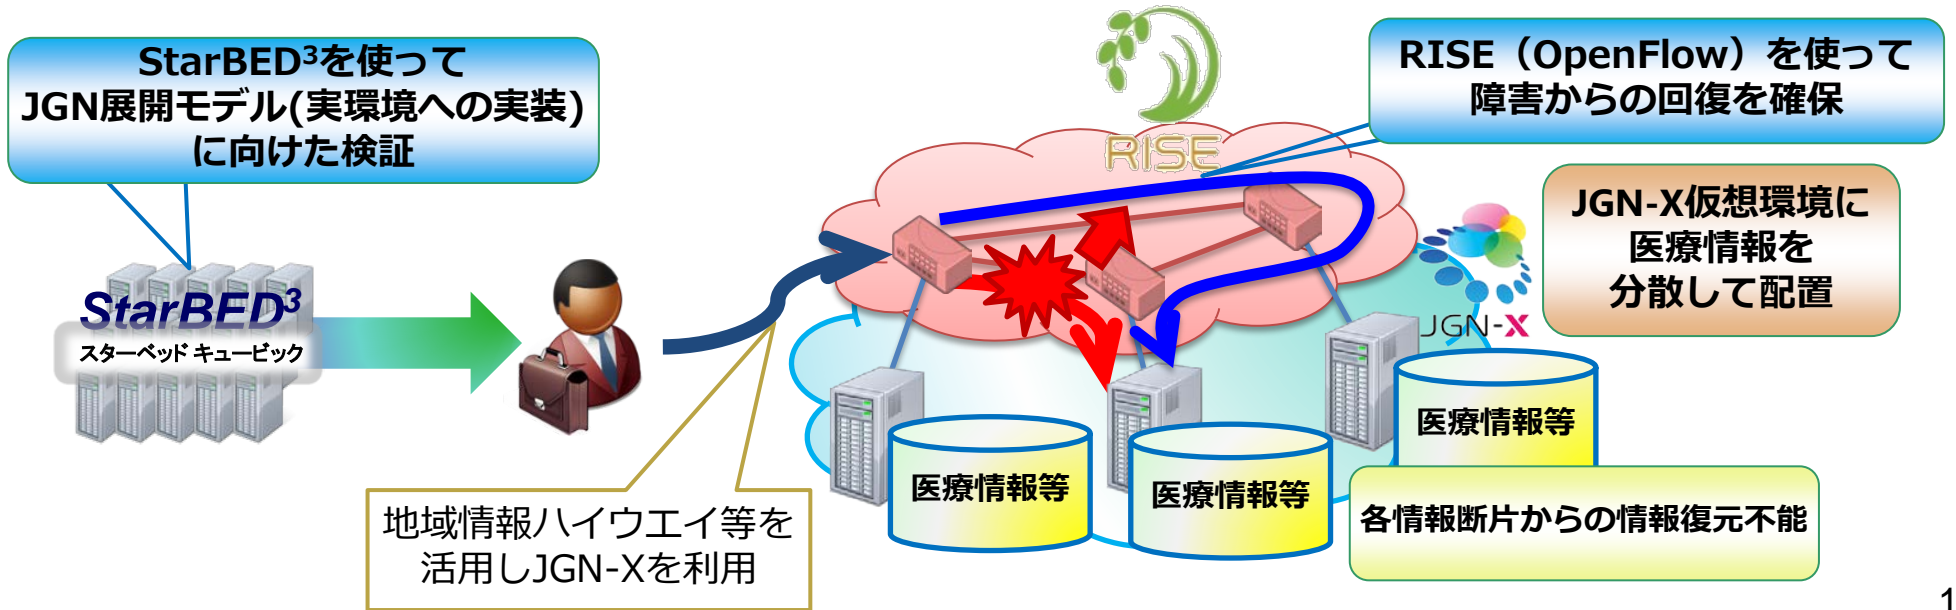 StarBED³を使って
JGN展開モデル(実環境への実装)
に向けた検証
RISE（OpenFlow）を使って
障害からの回復を確保
RISE
JGN-X仮想環境に
医療情報を
分散して配置
StarBED³
スターベッド キュービック
JGN-X
医療情報等
医療情報等
医療情報等
各情報断片からの情報復元不能
地域情報ハイウエイ等を
活用しJGN-Xを利用
1